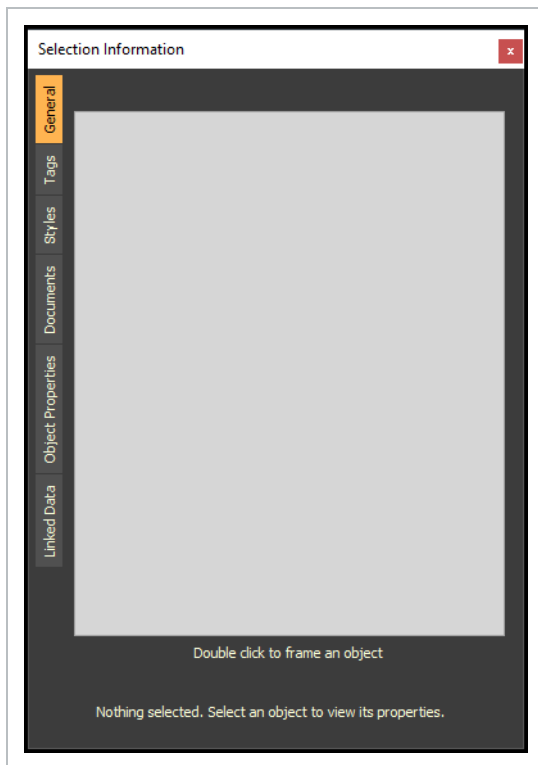 Selection Information
x
General
Tags
Styles
Documents
Object Properties
Linked Data
Double click to frame an object
Nothing selected. Select an object to view its properties.